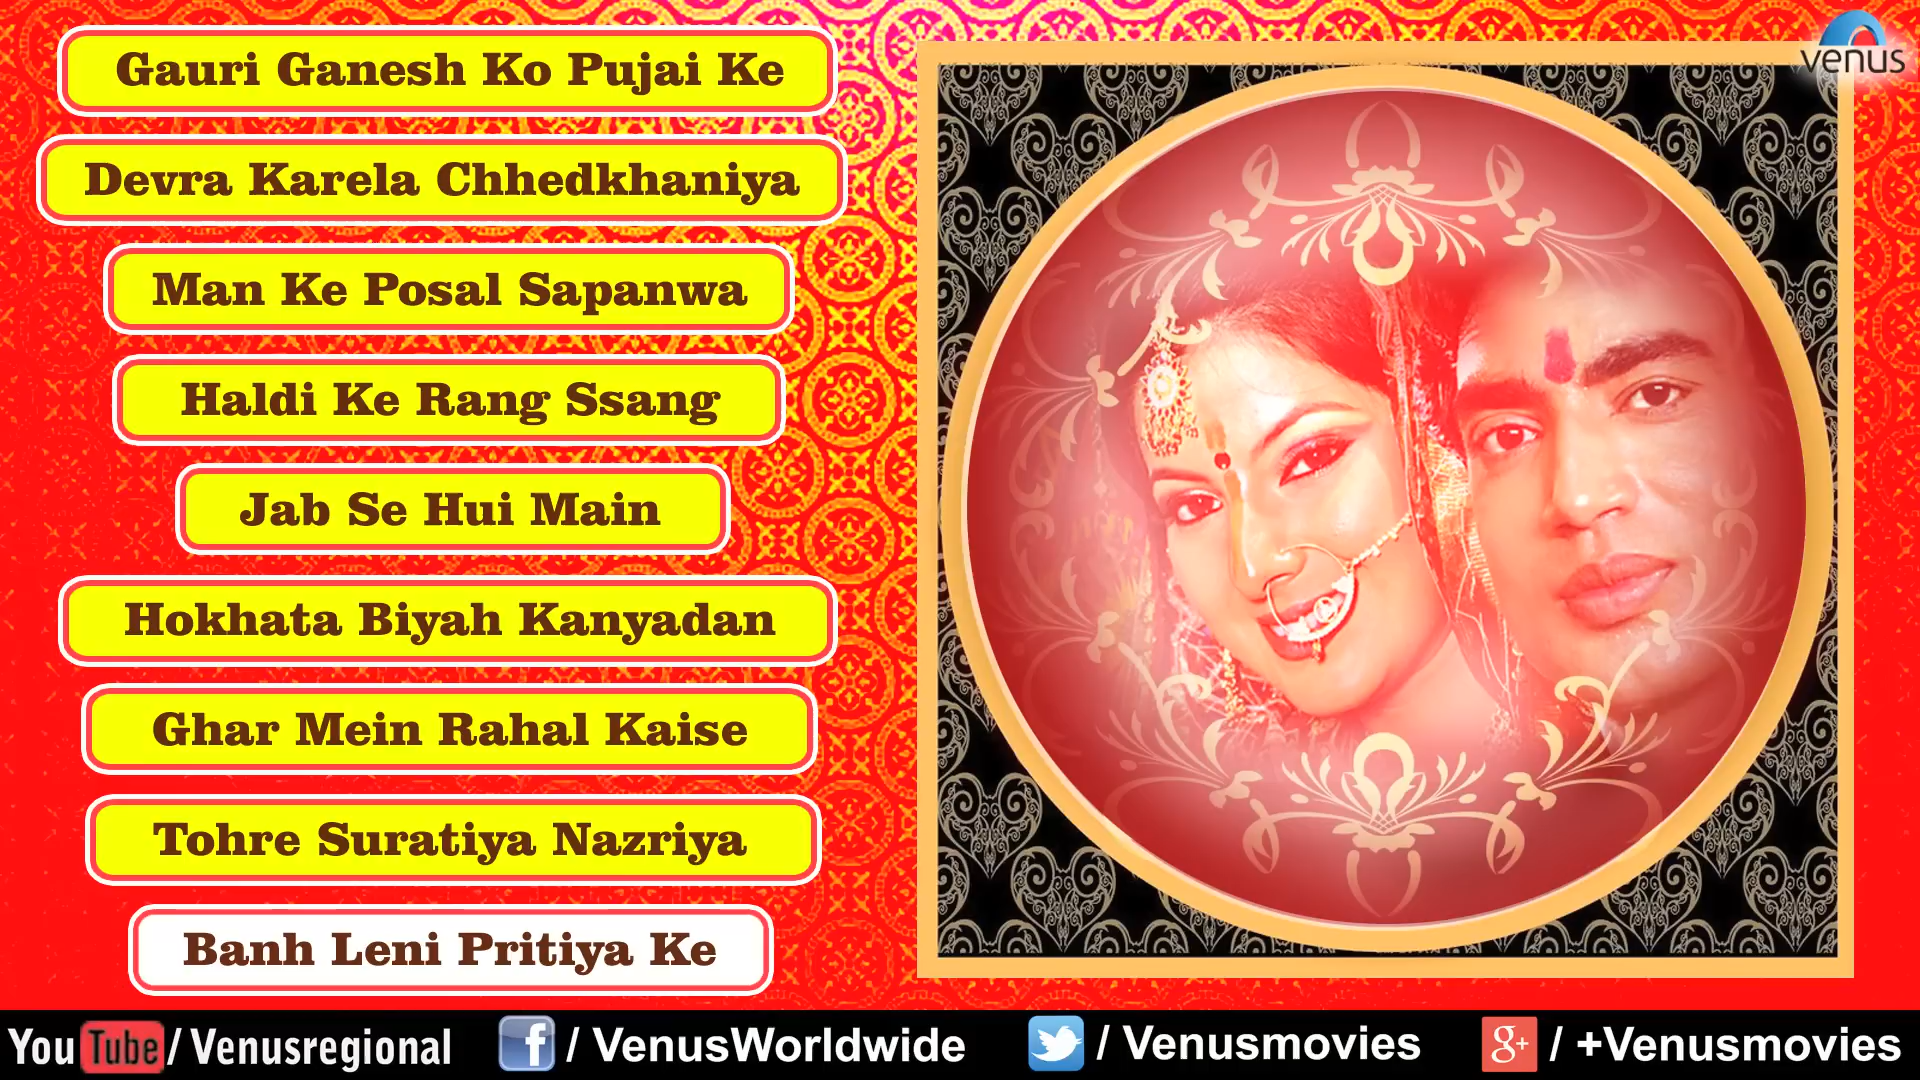 Gauri Ganesh Ko Pujai Ke
Devra Karela Chhedkhaniya
Man Ke Posal Sapanwa
Haldi Ke Rang Ssang
Jab Se Hui Main
Hokhata Biyah Kanyadan
Ghar Mein Rahal Kaise
Tohre Suratiya Nazriya
Banh Leni Pritiya Ke
venus
You Tube / Venusregional f / VenusWorldwide / Venusmovies g+ / +Venusmovies